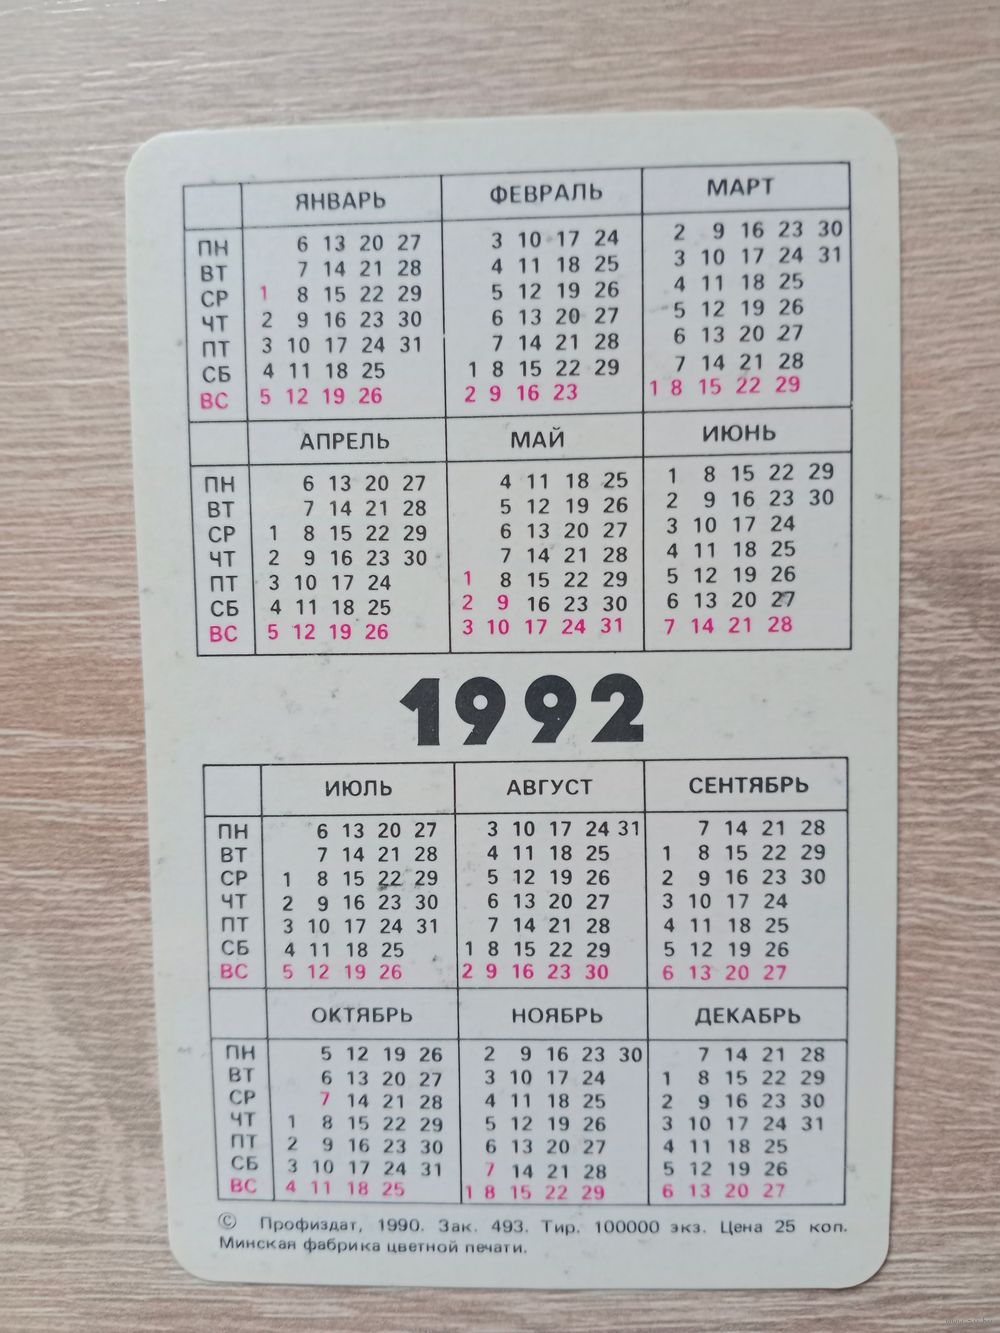 ЯНВАРЬ ФЕВРАЛЬ МАРТ
ПН 6 13 20 27 3 10 17 24 2 9 16 23 30
ВТ 7 14 21 28 4 11 18 25 3 10 17 24 31
СР 1 8 15 22 29 5 12 19 26 4 11 18 25
ЧТ 2 9 16 23 30 6 13 20 27 5 12 19 26
ПТ 3 10 17 24 31 7 14 21 28 6 13 20 27
СБ 4 11 18 25 1 8 15 22 29 7 14 21 28
ВС 5 12 19 26 2 9 16 23 1 8 15 22 29
АПРЕЛЬ МАЙ ИЮНЬ
ПН 6 13 20 27 4 11 18 25 1 8 15 22 29
ВТ 7 14 21 28 5 12 19 26 2 9 16 23 30
СР 1 8 15 22 29 6 13 20 27 3 10 17 24
ЧТ 2 9 16 23 30 7 14 21 28 4 11 18 25
ПТ 3 10 17 24 1 8 15 22 29 5 12 19 26
СБ 4 11 18 25 2 9 16 23 30 6 13 20 27
ВС 5 12 19 26 3 10 17 24 31 7 14 21 28
1992
ИЮЛЬ АВГУСТ СЕНТЯБРЬ
ПН 6 13 20 27 3 10 17 24 31 7 14 21 28
ВТ 7 14 21 28 4 11 18 25 1 8 15 22 29
СР 1 8 15 22 29 5 12 19 26 2 9 16 23 30
ЧТ 2 9 16 23 30 6 13 20 27 3 10 17 24
ПТ 3 10 17 24 31 7 14 21 28 4 11 18 25
СБ 4 11 18 25 1 8 15 22 29 5 12 19 26
ВС 5 12 19 26 2 9 16 23 30 6 13 20 27
ОКТЯБРЬ НОЯБРЬ ДЕКАБРЬ
ПН 5 12 19 26 2 9 16 23 30 7 14 21 28
ВТ 6 13 20 27 3 10 17 24 1 8 15 22 29
СР 7 14 21 28 4 11 18 25 2 9 16 23 30
ЧТ 1 8 15 22 29 5 12 19 26 3 10 17 24 31
ПТ 2 9 16 23 30 6 13 20 27 4 11 18 25
СБ 3 10 17 24 31 7 14 21 28 5 12 19 26
ВС 4 11 18 25 1 8 15 22 29 6 13 20 27
© Профиздат, 1990. Зак. 493. Тир. 100000 экз. Цена 25 коп.
Минская фабрика цветной печати.